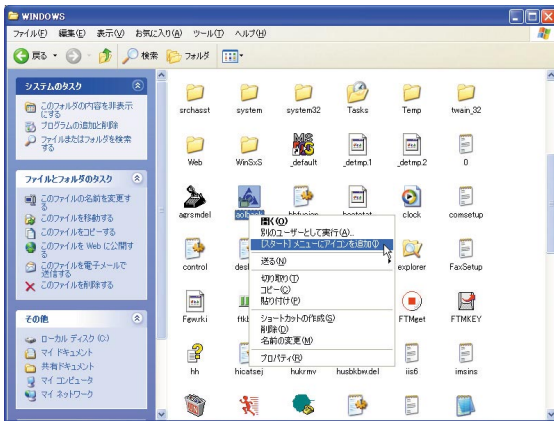 WINDOWS
ファイル(F) 編集(E) 表示(V) お気に入り(A) ツール(T) ヘルプ(H)
戻る 検索 フォルダ
システムのタスク
このフォルダの内容を非表示
にする
プログラムの追加と削除
ファイルまたはフォルダを検索
する
ファイルとフォルダのタスク
このファイルの名前を変更す
る
このファイルを移動する
このファイルをコピーする
このファイルを Web に公開す
る
このファイルを電子メールで
送信する
このファイルを削除する
その他
ローカル ディスク (C:)
マイ ドキュメント
共有ドキュメント
マイ コンピュータ
マイ ネットワーク
srchasst system system32 Tasks Temp twain_32
Web WinSxS _default _detmp.1 _detmp.2 0
agrsmdel clock comsetup
開く(O)
別のユーザーとして実行(A)...
[スタート] メニューにアイコンを追加(I)
送る(N)
切り取り(T)
コピー(C)
貼り付け(P)
ショートカットの作成(S)
削除(D)
名前の変更(M)
プロパティ(R)
control explorer FaxSetup
FTMget FTMKEY
hh hicatsej hukrmv husbkbw.del iis6 imsins